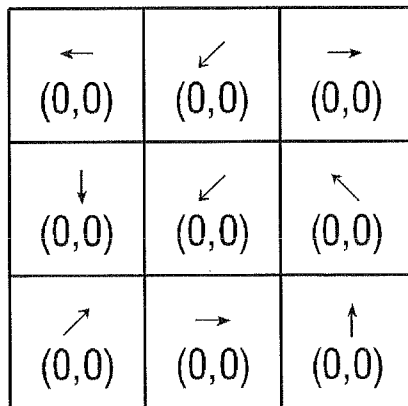 ← ↙ →
(0,0) (0,0) (0,0)
↓ ↙ ↖
(0,0) (0,0) (0,0)
↗ → ↑
(0,0) (0,0) (0,0)